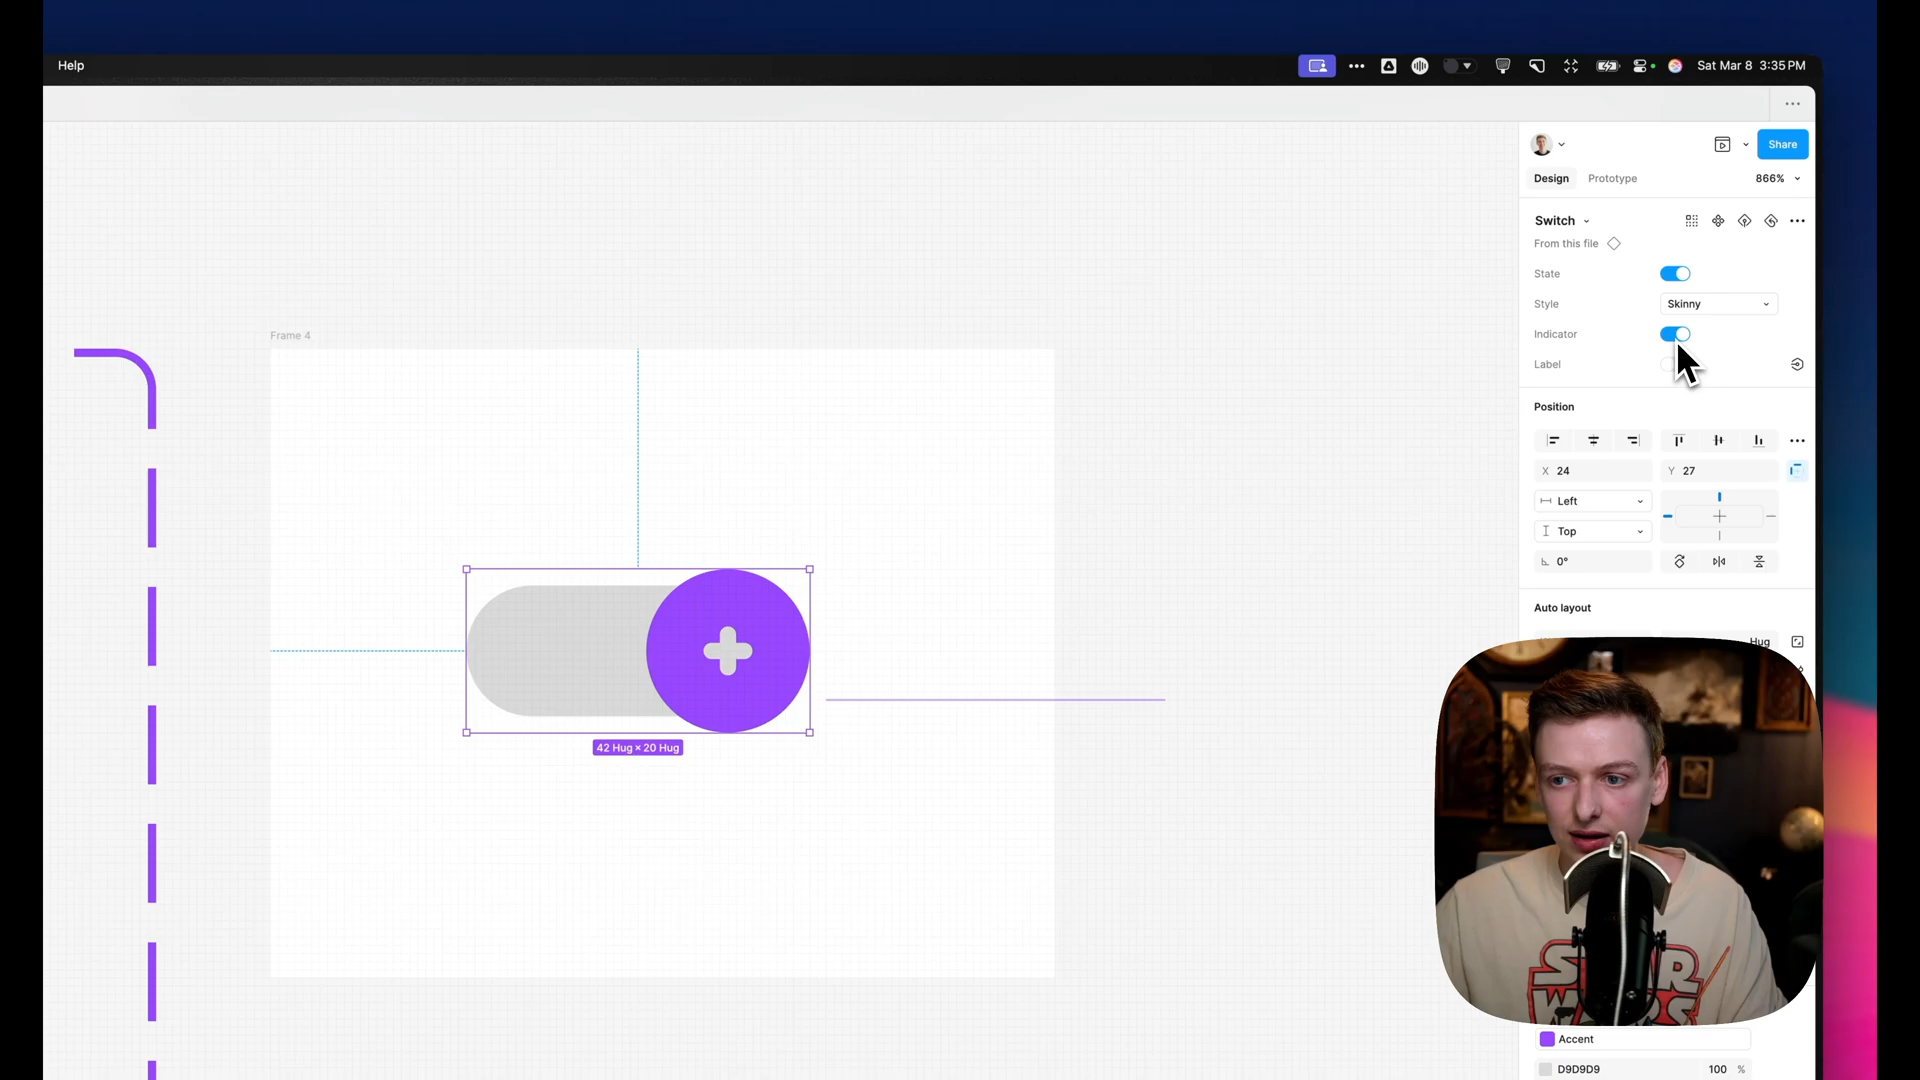 Help
Sat Mar 8 3:35 PM
Share
Design
Prototype
866%
Switch
From this file
State
Style
Skinny
Indicator
Label
Frame 4
Position
X 24
Y 27
Left
Top
0°
Auto layout
Hug
42 Hug × 20 Hug
STAR
WARS
Accent
D9D9D9
100 %